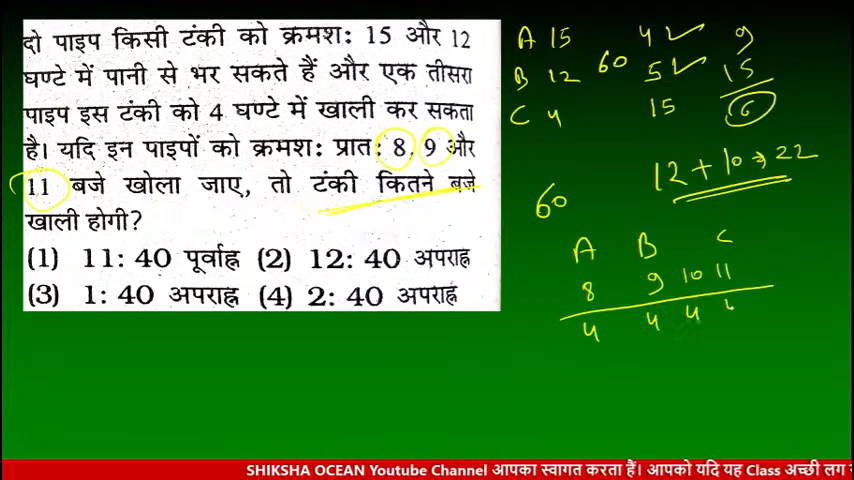 दो पाइप किसी टंकी को क्रमश: 15 और 12
घण्टे में पानी से भर सकते हैं और एक तीसरा
पाइप इस टंकी को 4 घण्टे में खाली कर सकता
है। यदि इन पाइपों को क्रमश: प्रात: 8, 9 और
11 बजे खोला जाए, तो टंकी कितने बजे
खाली होगी?
(1) 11: 40 पूर्वाह्न (2) 12: 40 अपराह्न
(3) 1: 40 अपराह्न (4) 2: 40 अपराह्न
A 15 4 9
B 12 60 5 15
C 4 15 6
12 + 10 → 22
60
A B C
8 9 10 11
4 4 4
SHIKSHA OCEAN Youtube Channel आपका स्वागत करता हैं। आपको यदि यह Class अच्छी लग